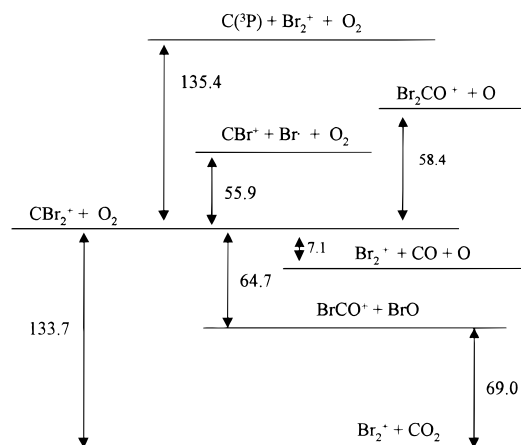 C(³P) + Br₂⁺ + O₂
135.4
Br₂CO⁺ + O
CBr⁺ + Br· + O₂
58.4
55.9
CBr₂⁺ + O₂
7.1
Br₂⁺ + CO + O
64.7
BrCO⁺ + BrO
133.7
69.0
Br₂⁺ + CO₂